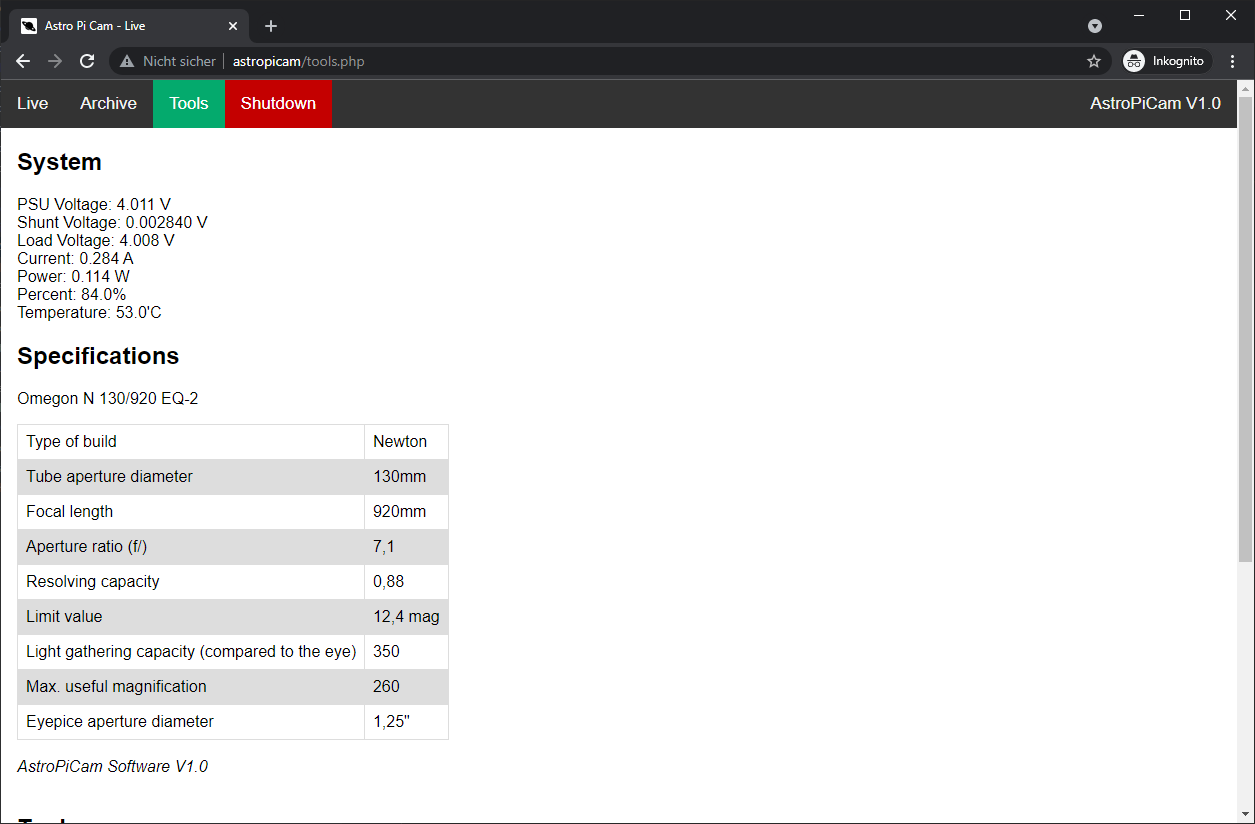 Astro Pi Cam - Live
Nicht sicher astropicam/tools.php Inkognito
Live Archive Tools Shutdown AstroPiCam V1.0
System
PSU Voltage: 4.011 V
Shunt Voltage: 0.002840 V
Load Voltage: 4.008 V
Current: 0.284 A
Power: 0.114 W
Percent: 84.0%
Temperature: 53.0'C
Specifications
Omegon N 130/920 EQ-2
Type of build Newton
Tube aperture diameter 130mm
Focal length 920mm
Aperture ratio (f/) 7,1
Resolving capacity 0,88
Limit value 12,4 mag
Light gathering capacity (compared to the eye) 350
Max. useful magnification 260
Eyepice aperture diameter 1,25"
AstroPiCam Software V1.0